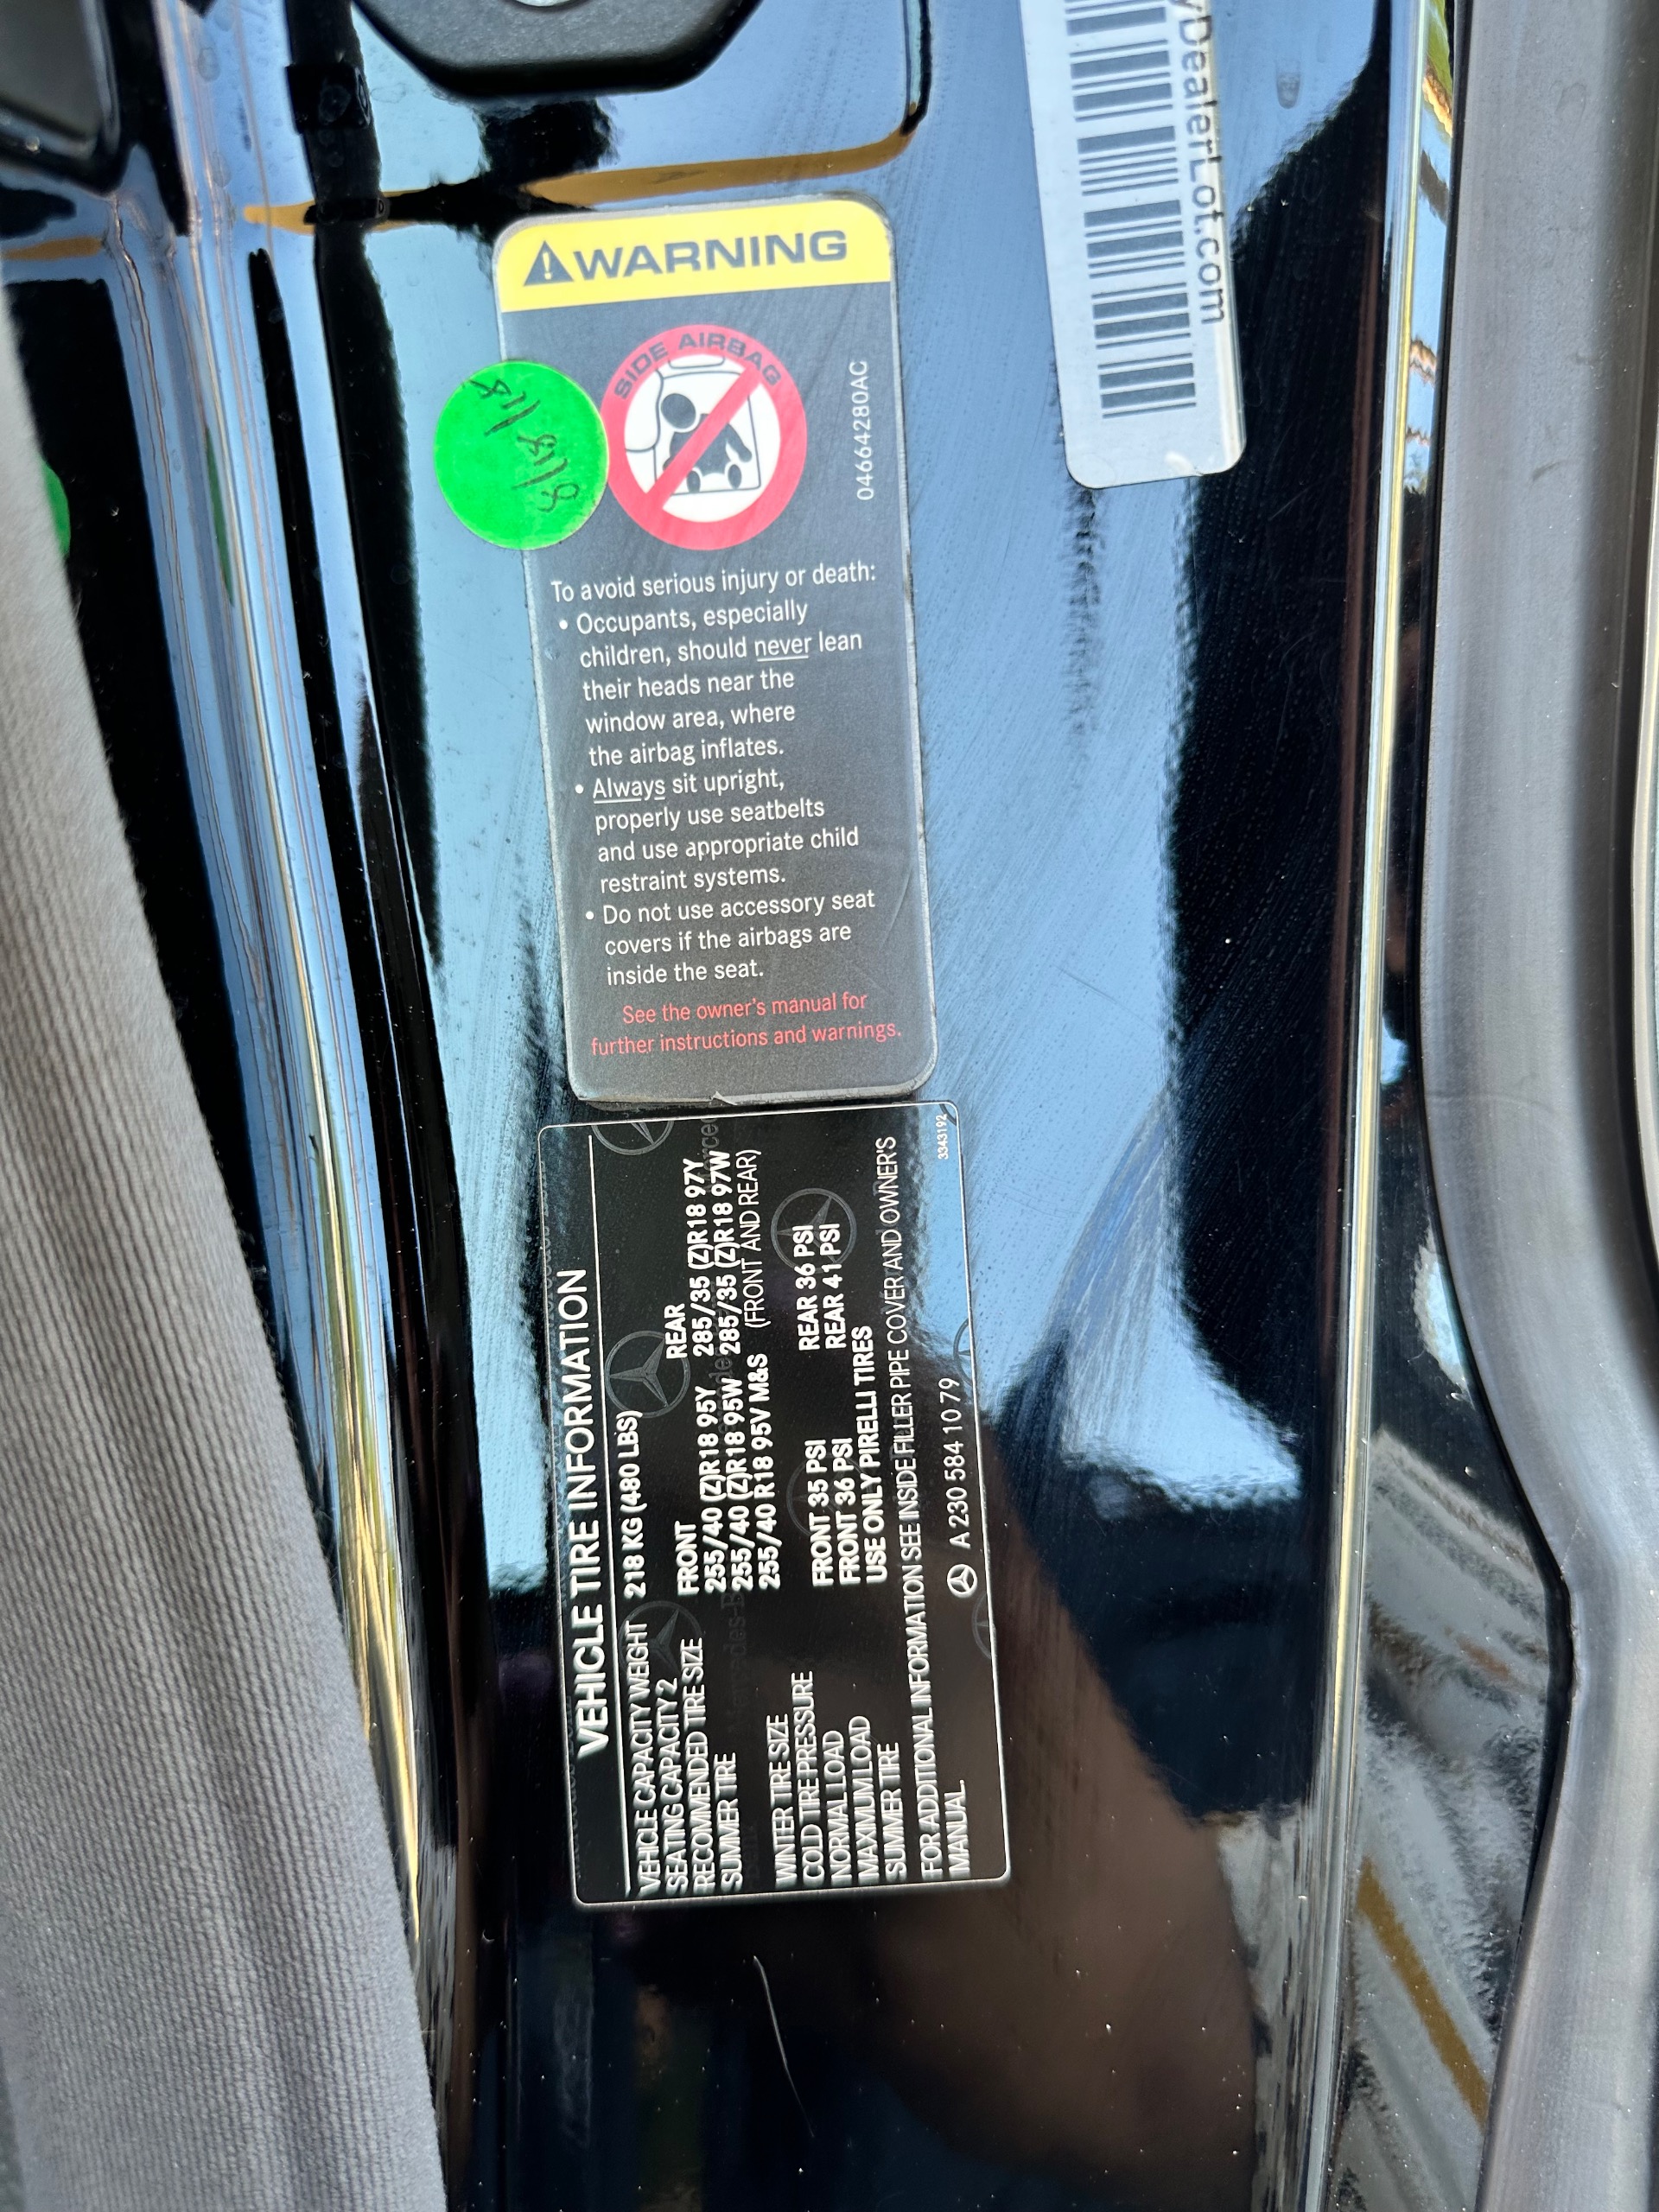 yDealerLot.com
WARNING
SIDE AIRBAG
04664280AC
To avoid serious injury or death:
• Occupants, especially
children, should never lean
their heads near the
window area, where
the airbag inflates.
• Always sit upright,
properly use seatbelts
and use appropriate child
restraint systems.
• Do not use accessory seat
covers if the airbags are
inside the seat.
See the owner's manual for
further instructions and warnings.
VEHICLE TIRE INFORMATION
VEHICLE CAPACITY WEIGHT 218 KG (480 LBS)
SEATING CAPACITY 2
RECOMMENDED TIRE SIZE FRONT REAR
SUMMER TIRE 255/40 (Z)R18 95Y 285/35 (Z)R18 97Y
255/40 (Z)R18 95W 285/35 (Z)R18 97W
WINTER TIRE SIZE 255/40 R18 95V M&S (FRONT AND REAR)
COLD TIRE PRESSURE
NORMAL LOAD FRONT 35 PSI REAR 36 PSI
MAXIMUM LOAD FRONT 36 PSI REAR 41 PSI
SUMMER TIRE USE ONLY PIRELLI TIRES
FOR ADDITIONAL INFORMATION SEE INSIDE FILLER PIPE COVER AND OWNER'S
MANUAL.
A 230 584 10 79
3343192